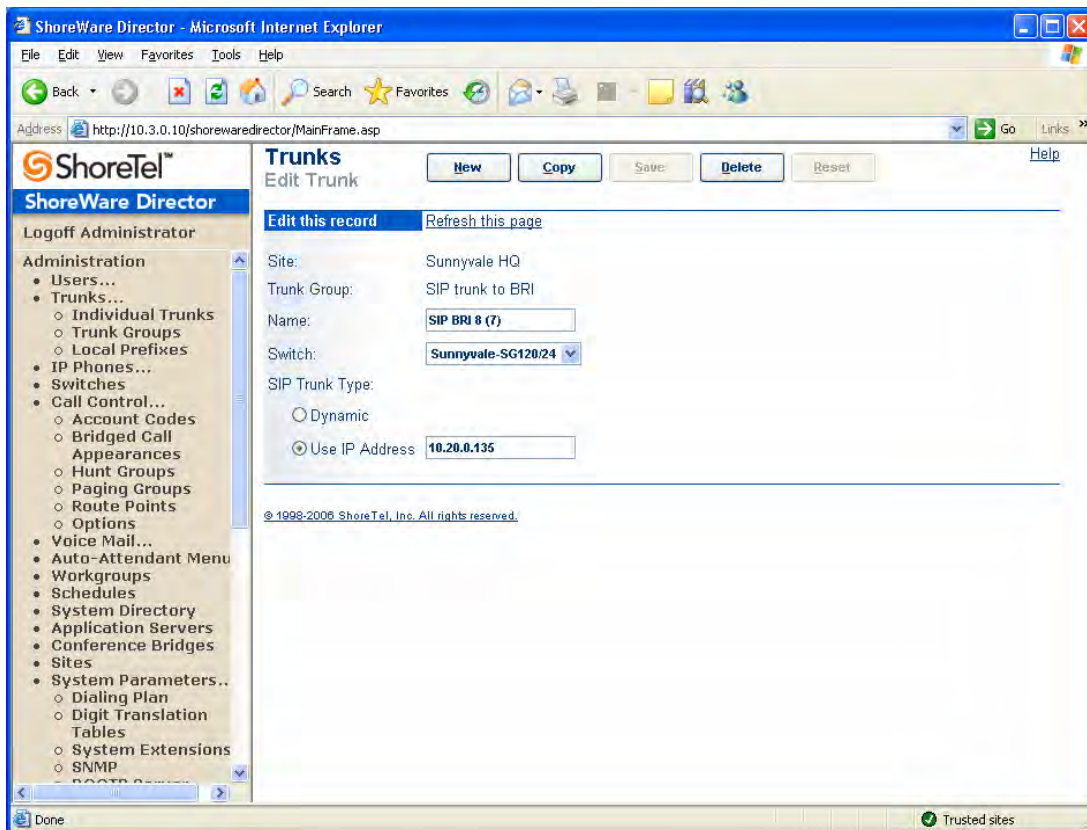 ShoreWare Director - Microsoft Internet Explorer
File Edit View Favorites Tools Help
Back Search Favorites
Address http://10.3.0.10/shorewaredirector/MainFrame.asp Go Links »
ShoreTel™
ShoreWare Director
Logoff Administrator
Administration
Users...
Trunks...
Individual Trunks
Trunk Groups
Local Prefixes
IP Phones...
Switches
Call Control...
Account Codes
Bridged Call
Appearances
Hunt Groups
Paging Groups
Route Points
Options
Voice Mail...
Auto-Attendant Menu
Workgroups
Schedules
System Directory
Application Servers
Conference Bridges
Sites
System Parameters..
Dialing Plan
Digit Translation
Tables
System Extensions
SNMP
Trunks
Edit Trunk
New Copy Save Delete Reset
Help
Edit this record Refresh this page
Site: Sunnyvale HQ
Trunk Group: SIP trunk to BRI
Name: SIP BRI 8 (7)
Switch: Sunnyvale-SG120/24
SIP Trunk Type:
Dynamic
Use IP Address 10.20.0.135
© 1998-2006 ShoreTel, Inc. All rights reserved.
Done Trusted sites